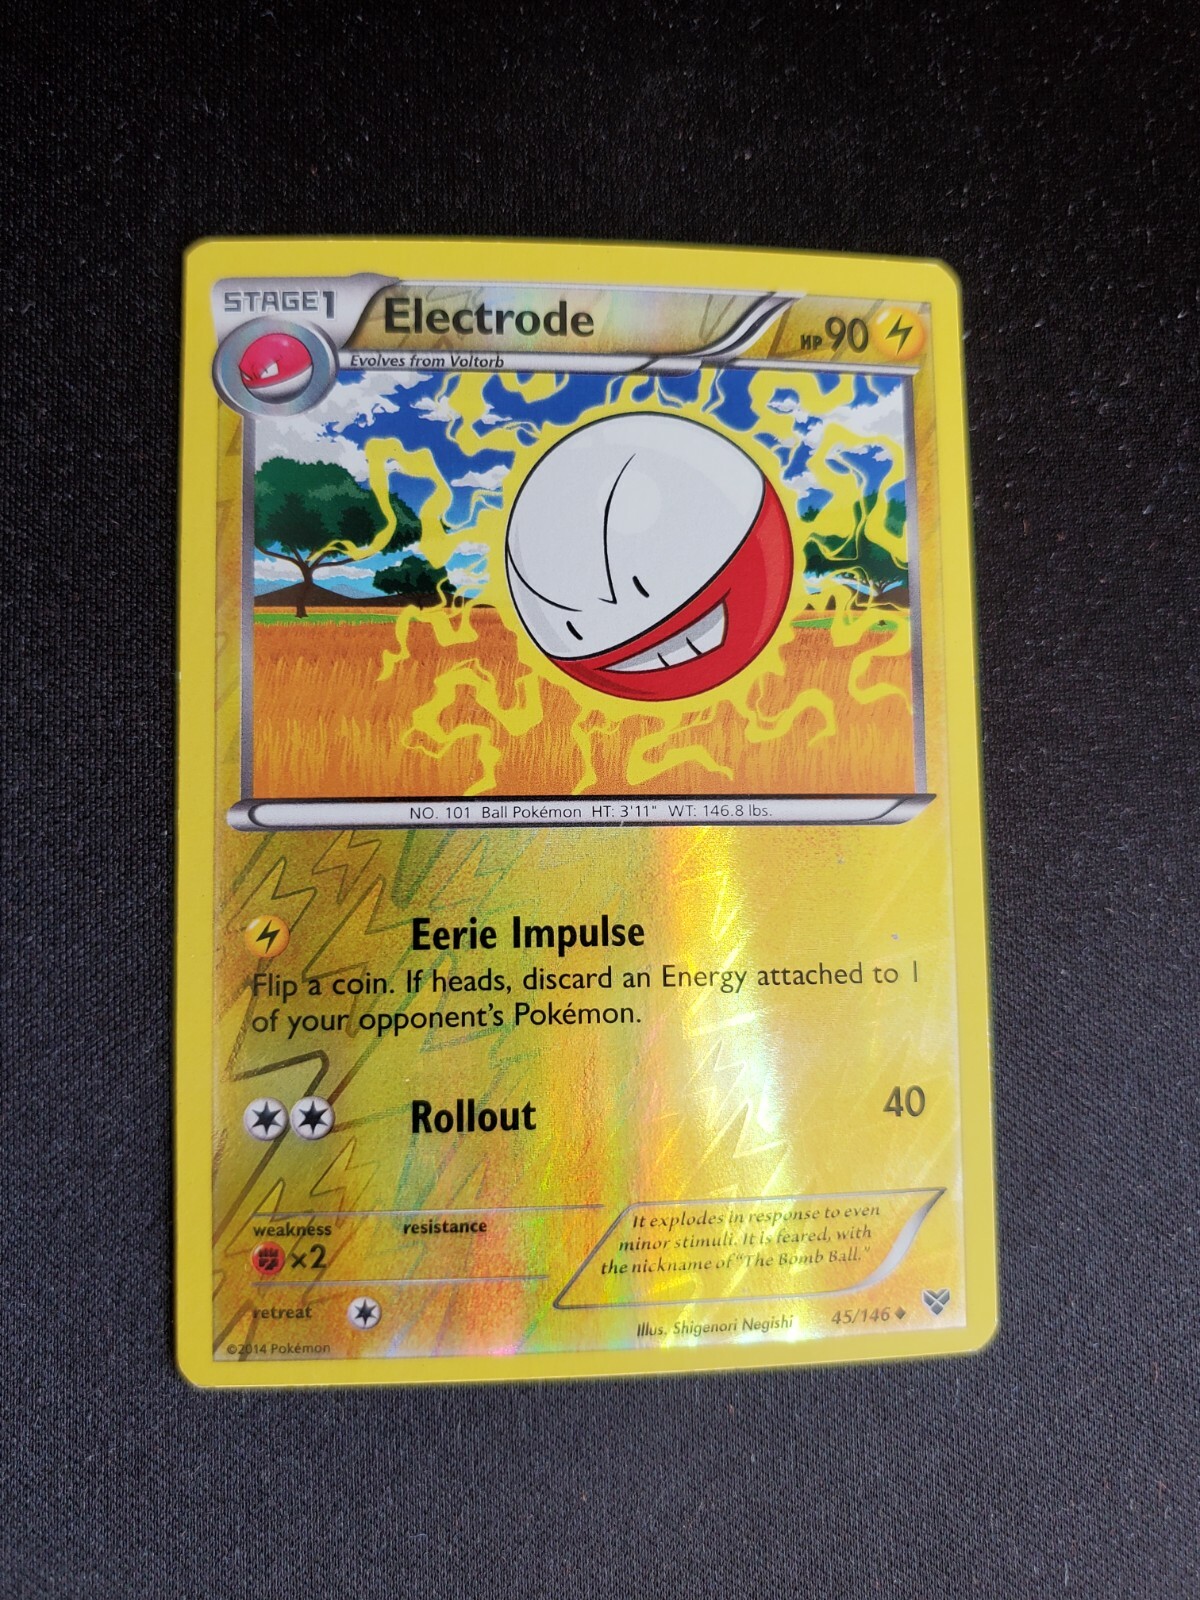 STAGE1
Electrode
HP 90
Evolves from Voltorb
NO. 101 Ball Pokémon HT: 3'11" WT: 146.8 lbs.
Eerie Impulse
Flip a coin. If heads, discard an Energy attached to 1
of your opponent's Pokémon.
Rollout 40
weakness resistance
×2
It explodes in response to even
minor stimuli. It is feared, with
the nickname of "The Bomb Ball."
retreat
Illus. Shigenori Negishi 45/146
©2014 Pokémon